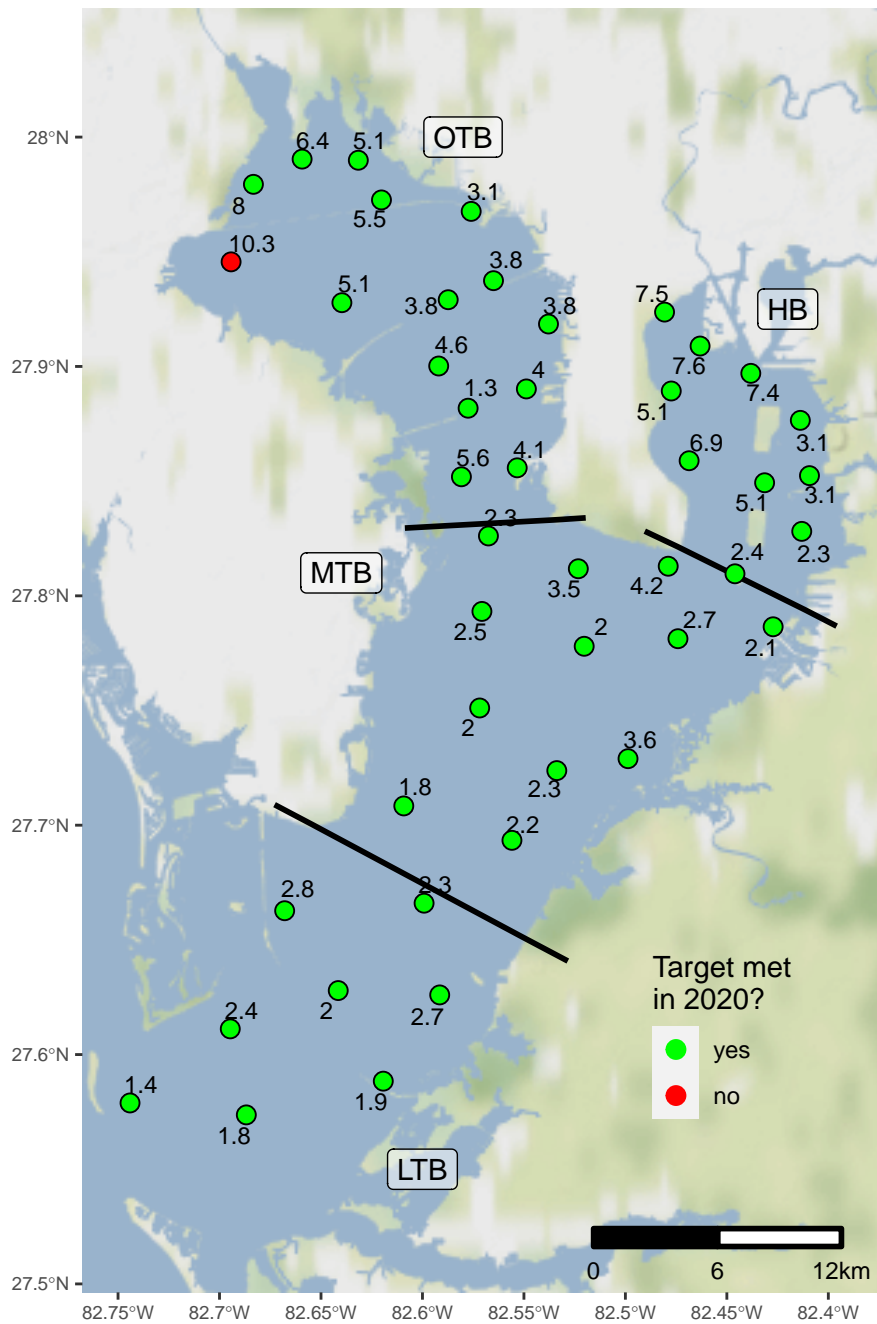 28°N
27.9°N
27.8°N
27.7°N
27.6°N
27.5°N
6.4
5.1
OTB
8
5.5
3.1
10.3
5.1
3.8
3.8
3.8
7.5
HB
4.6
4
7.6
7.4
1.3
5.1
3.1
5.6
4.1
6.9
5.1
3.1
2.3
2.3
MTB
3.5
4.2
2.4
2.5
2
2.7
2.1
2
3.6
2.3
1.8
2.2
2.8
2.3
2
2.7
2.4
1.4
1.8
1.9
LTB
Target met
in 2020?
yes
no
0 6 12km
82.75°W 82.7°W 82.65°W 82.6°W 82.55°W 82.5°W 82.45°W 82.4°W